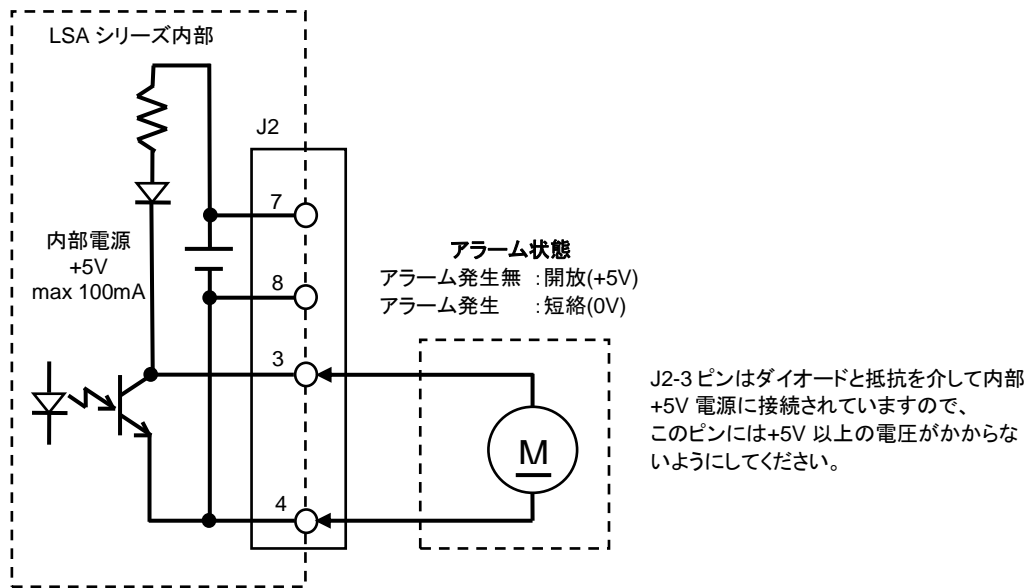 LSA シリーズ内部
J2
7
内部電源
+5V
max 100mA
8
アラーム状態
アラーム発生無 :開放(+5V)
アラーム発生 :短絡(0V)
3
M
4
J2-3 ピンはダイオードと抵抗を介して内部
+5V 電源に接続されていますので、
このピンには+5V 以上の電圧がかからな
いようにしてください。